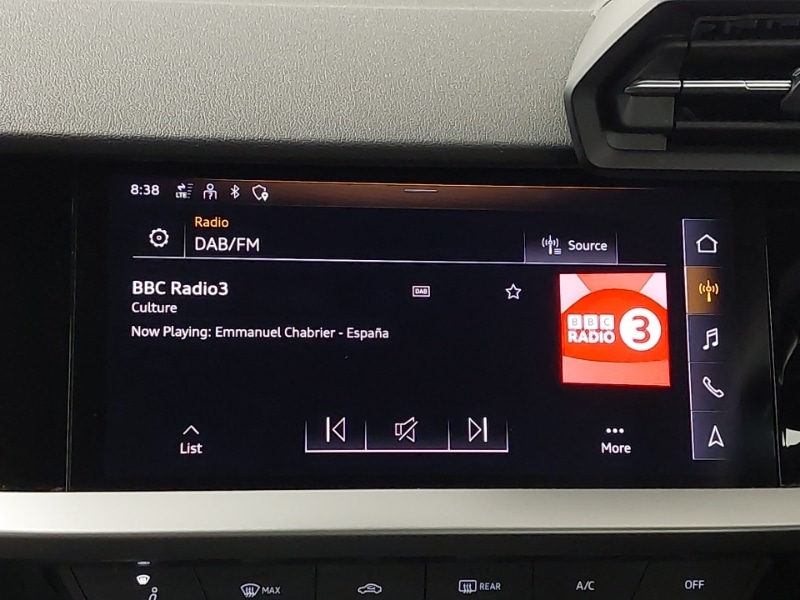 8:38 LTE
Radio
DAB/FM
Source
BBC Radio3
DAB
Culture
Now Playing: Emmanuel Chabrier - España
BBC
RADIO 3
List
More
MAX
REAR
A/C
OFF